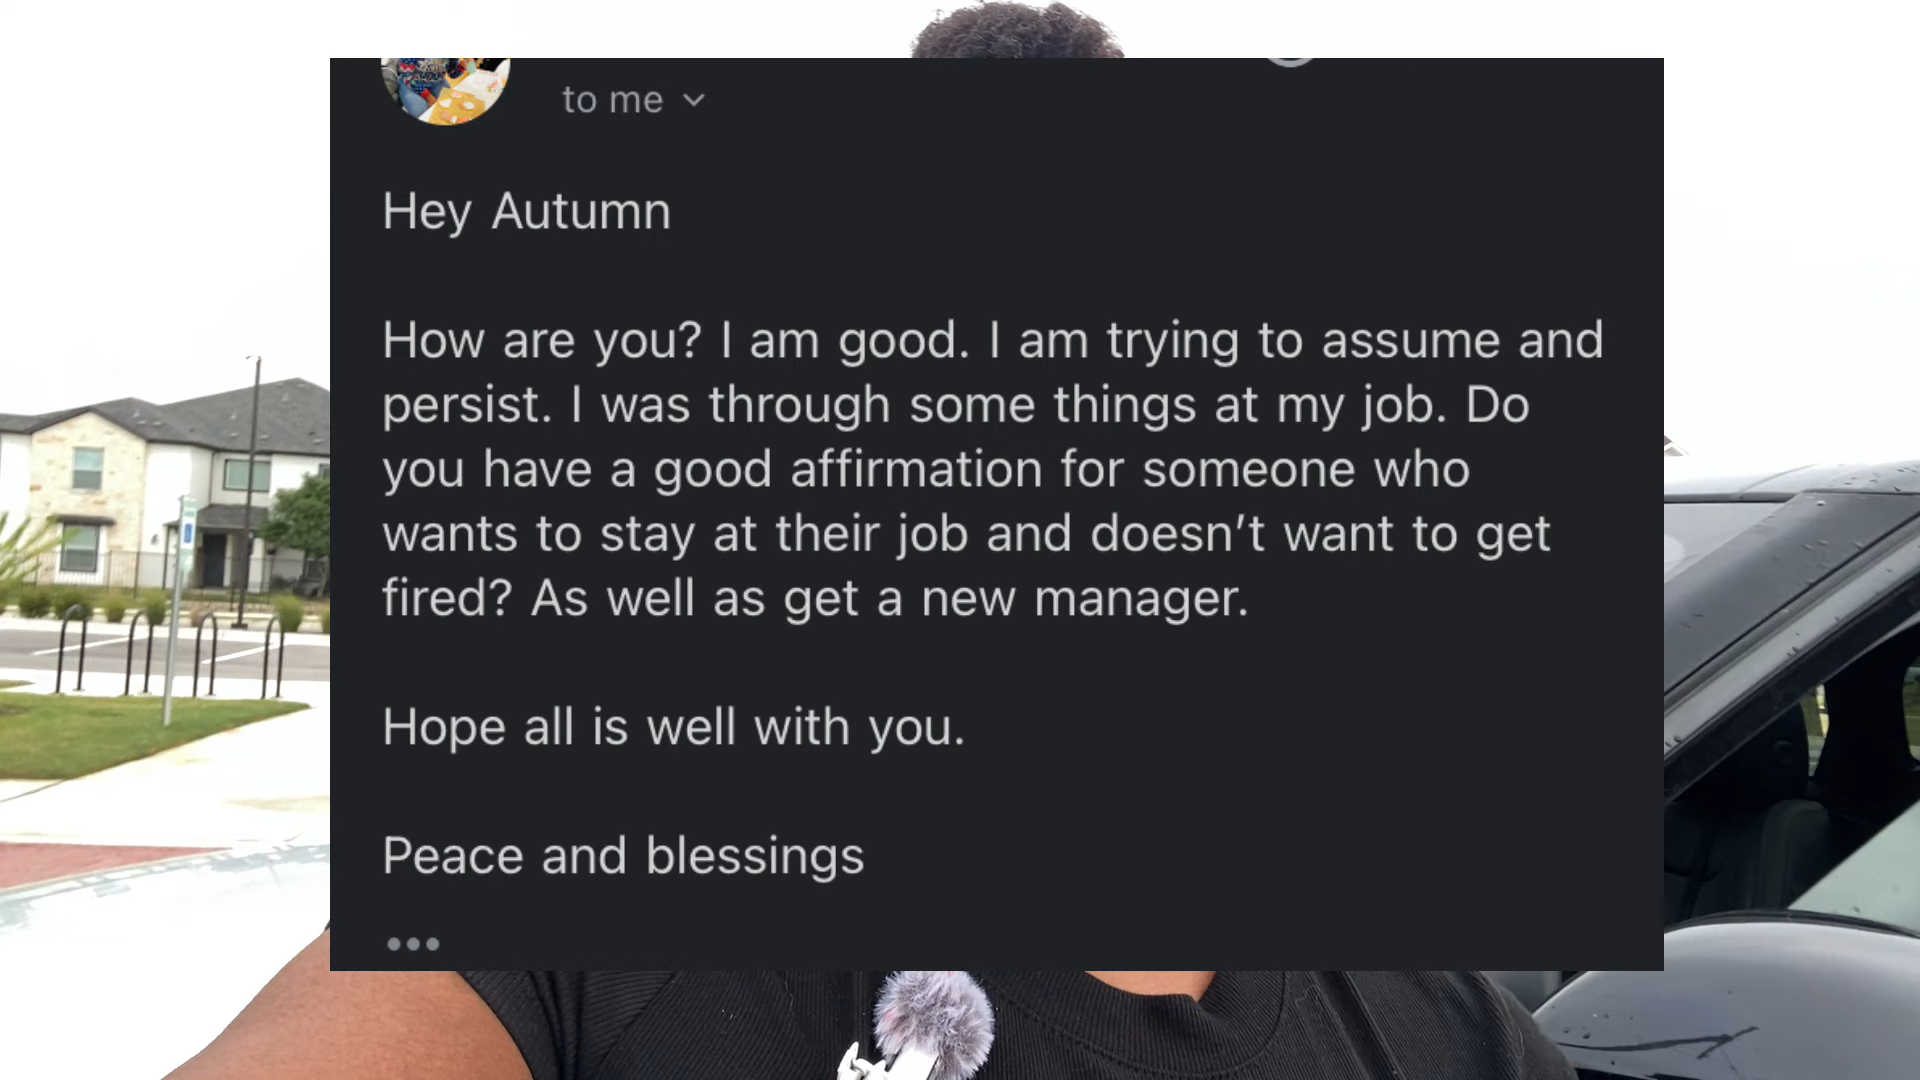 to me
Hey Autumn
How are you? I am good. I am trying to assume and
persist. I was through some things at my job. Do
you have a good affirmation for someone who
wants to stay at their job and doesn't want to get
fired? As well as get a new manager.
Hope all is well with you.
Peace and blessings